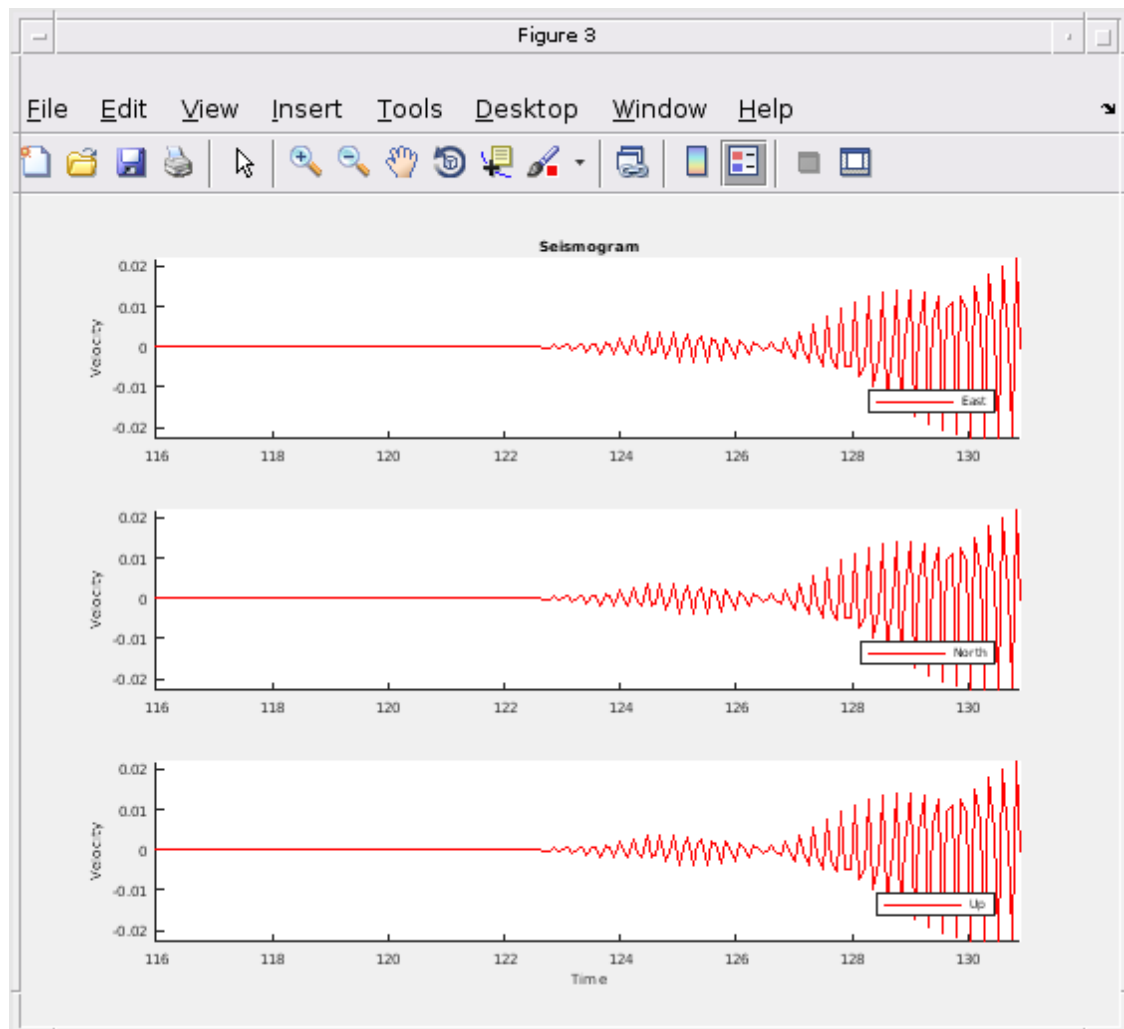 Figure 3
File Edit View Insert Tools Desktop Window Help
Seismogram
0.02
0.01
0
-0.01
-0.02
Velocity
East
116 118 120 122 124 126 128 130
0.02
0.01
0
-0.01
-0.02
Velocity
North
116 118 120 122 124 126 128 130
0.02
0.01
0
-0.01
-0.02
Velocity
Up
116 118 120 122 124 126 128 130
Time